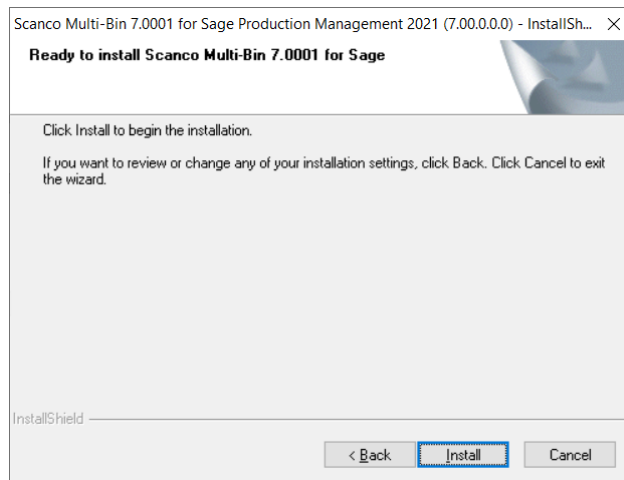 Scanco Multi-Bin 7.0001 for Sage Production Management 2021 (7.00.0.0.0) - InstallSh...
Ready to install Scanco Multi-Bin 7.0001 for Sage
Click Install to begin the installation.
If you want to review or change any of your installation settings, click Back. Click Cancel to exit
the wizard.
InstallShield
< Back Install Cancel